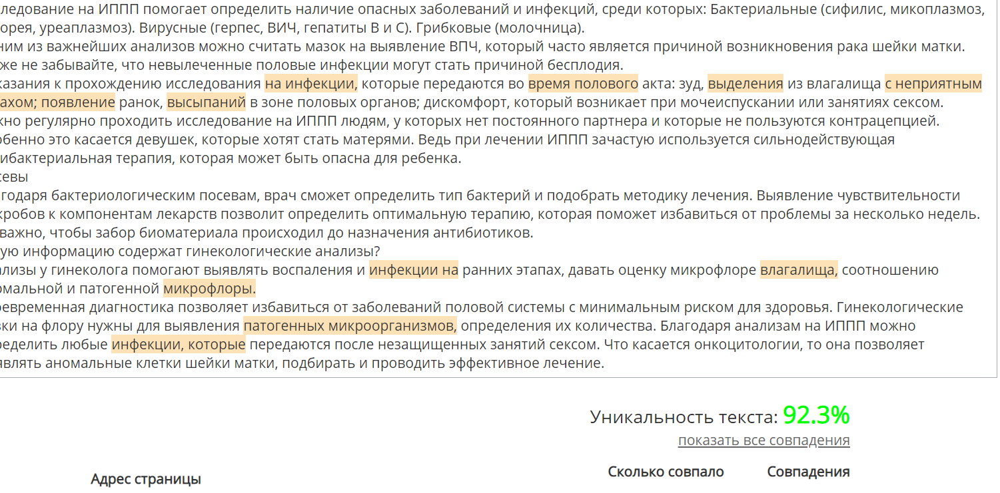 ледование на ИППП помогает определить наличие опасных заболеваний и инфекций, среди которых: Бактериальные (сифилис, микоплазмоз,
орея, уреаплазмоз). Вирусные (герпес, ВИЧ, гепатиты В и С). Грибковые (молочница).
ним из важнейших анализов можно считать мазок на выявление ВПЧ, который часто является причиной возникновения рака шейки матки.
же не забывайте, что невылеченные половые инфекции могут стать причиной бесплодия.
казания к прохождению исследования на инфекции, которые передаются во время полового акта: зуд, выделения из влагалища с неприятным
ахом; появление ранок, высыпаний в зоне половых органов; дискомфорт, который возникает при мочеиспускании или занятиях сексом.
жно регулярно проходить исследование на ИППП людям, у которых нет постоянного партнера и которые не пользуются контрацепцией.
обенно это касается девушек, которые хотят стать матерями. Ведь при лечении ИППП зачастую используется сильнодействующая
ибактериальная терапия, которая может быть опасна для ребенка.
севы
годаря бактериологическим посевам, врач сможет определить тип бактерий и подобрать методику лечения. Выявление чувствительности
кробов к компонентам лекарств позволит определить оптимальную терапию, которая поможет избавиться от проблемы за несколько недель.
важно, чтобы забор биоматериала происходил до назначения антибиотиков.
ую информацию содержат гинекологические анализы?
ализы у гинеколога помогают выявлять воспаления и инфекции на ранних этапах, давать оценку микрофлоре влагалища, соотношению
рмальной и патогенной микрофлоры.
ревременная диагностика позволяет избавиться от заболеваний половой системы с минимальным риском для здоровья. Гинекологические
зки на флору нужны для выявления патогенных микроорганизмов, определения их количества. Благодаря анализам на ИППП можно
ределить любые инфекции, которые передаются после незащищенных занятий сексом. Что касается онкоцитологии, то она позволяет
являть аномальные клетки шейки матки, подбирать и проводить эффективное лечение.
Уникальность текста: 92.3%
показать все совпадения
Адрес страницы Сколько совпало Совпадения